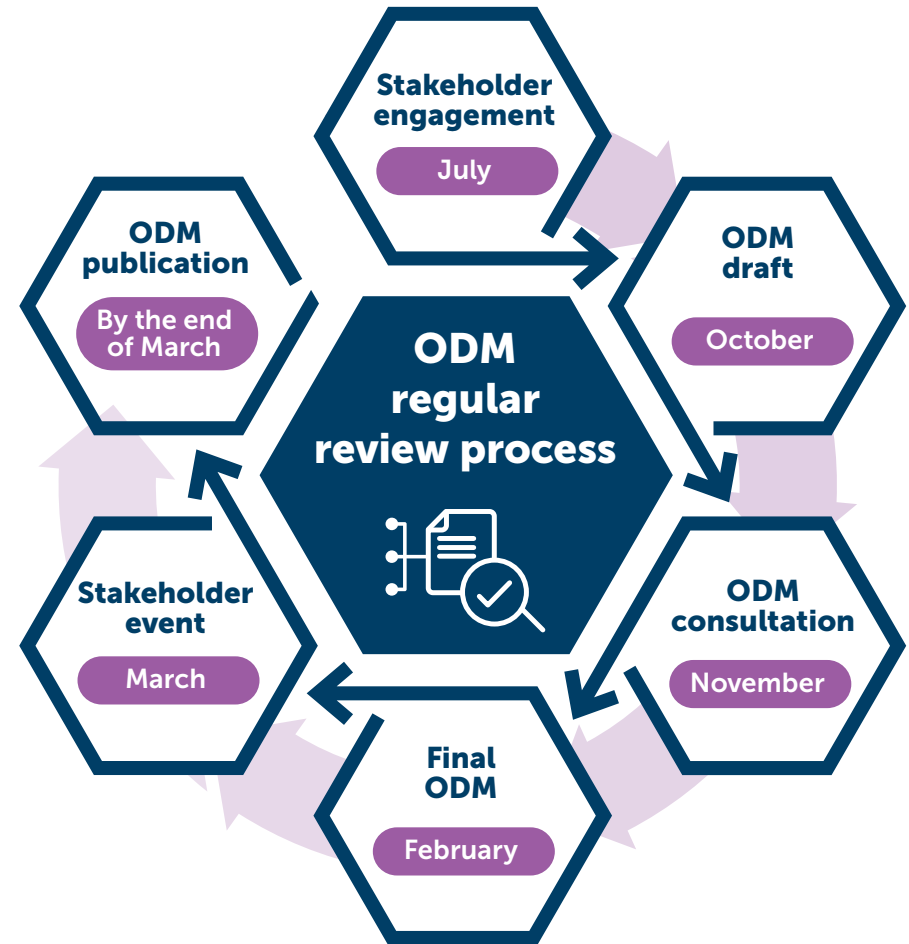 Stakeholder
engagement
July
ODM
draft
October
ODM
consultation
November
Final
ODM
February
Stakeholder
event
March
ODM
publication
By the end
of March
ODM
regular
review process